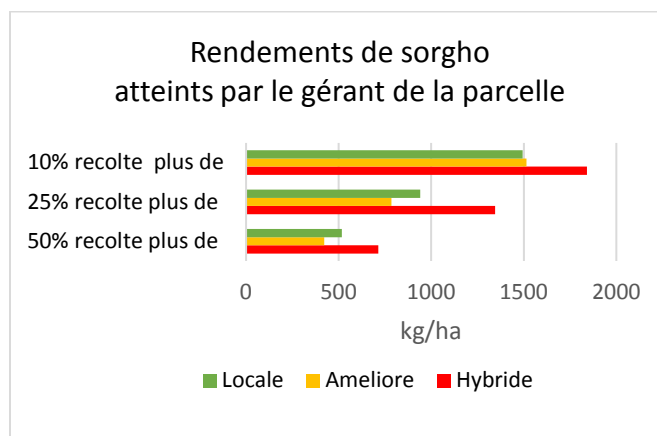 Rendements de sorgho
atteints par le gérant de la parcelle
10% recolte plus de
25% recolte plus de
50% recolte plus de
0 500 1000 1500 2000
kg/ha
Locale Ameliore Hybride